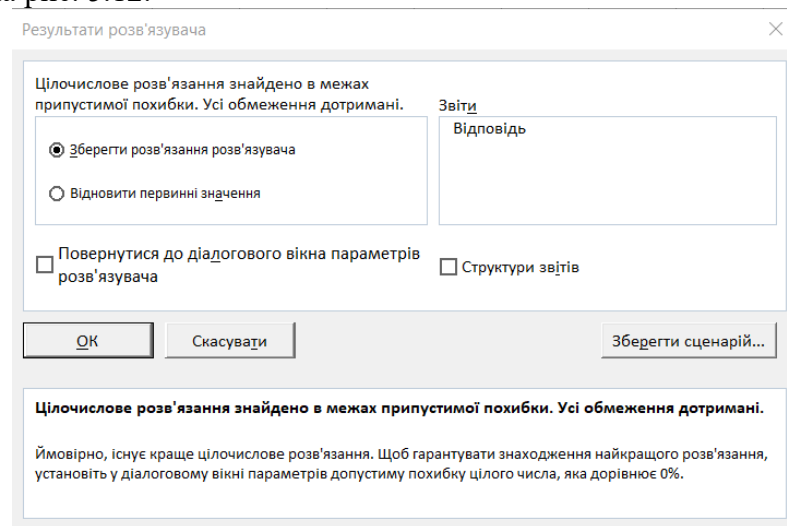 Результати розв'язувача
Цілочислове розв'язання знайдено в межах
припустимої похибки. Усі обмеження дотримані.
Звіти
Відповідь
Зберегти розв'язання розв'язувача
Відновити первинні значення
Повернутися до діалогового вікна параметрів
розв'язувача
Структури звітів
ОК
Скасувати
Зберегти сценарій...
Цілочислове розв'язання знайдено в межах припустимої похибки. Усі обмеження дотримані.
Ймовірно, існує краще цілочислове розв'язання. Щоб гарантувати знаходження найкращого розв'язання,
установіть у діалоговому вікні параметрів допустиму похибку цілого числа, яка дорівнює 0%.